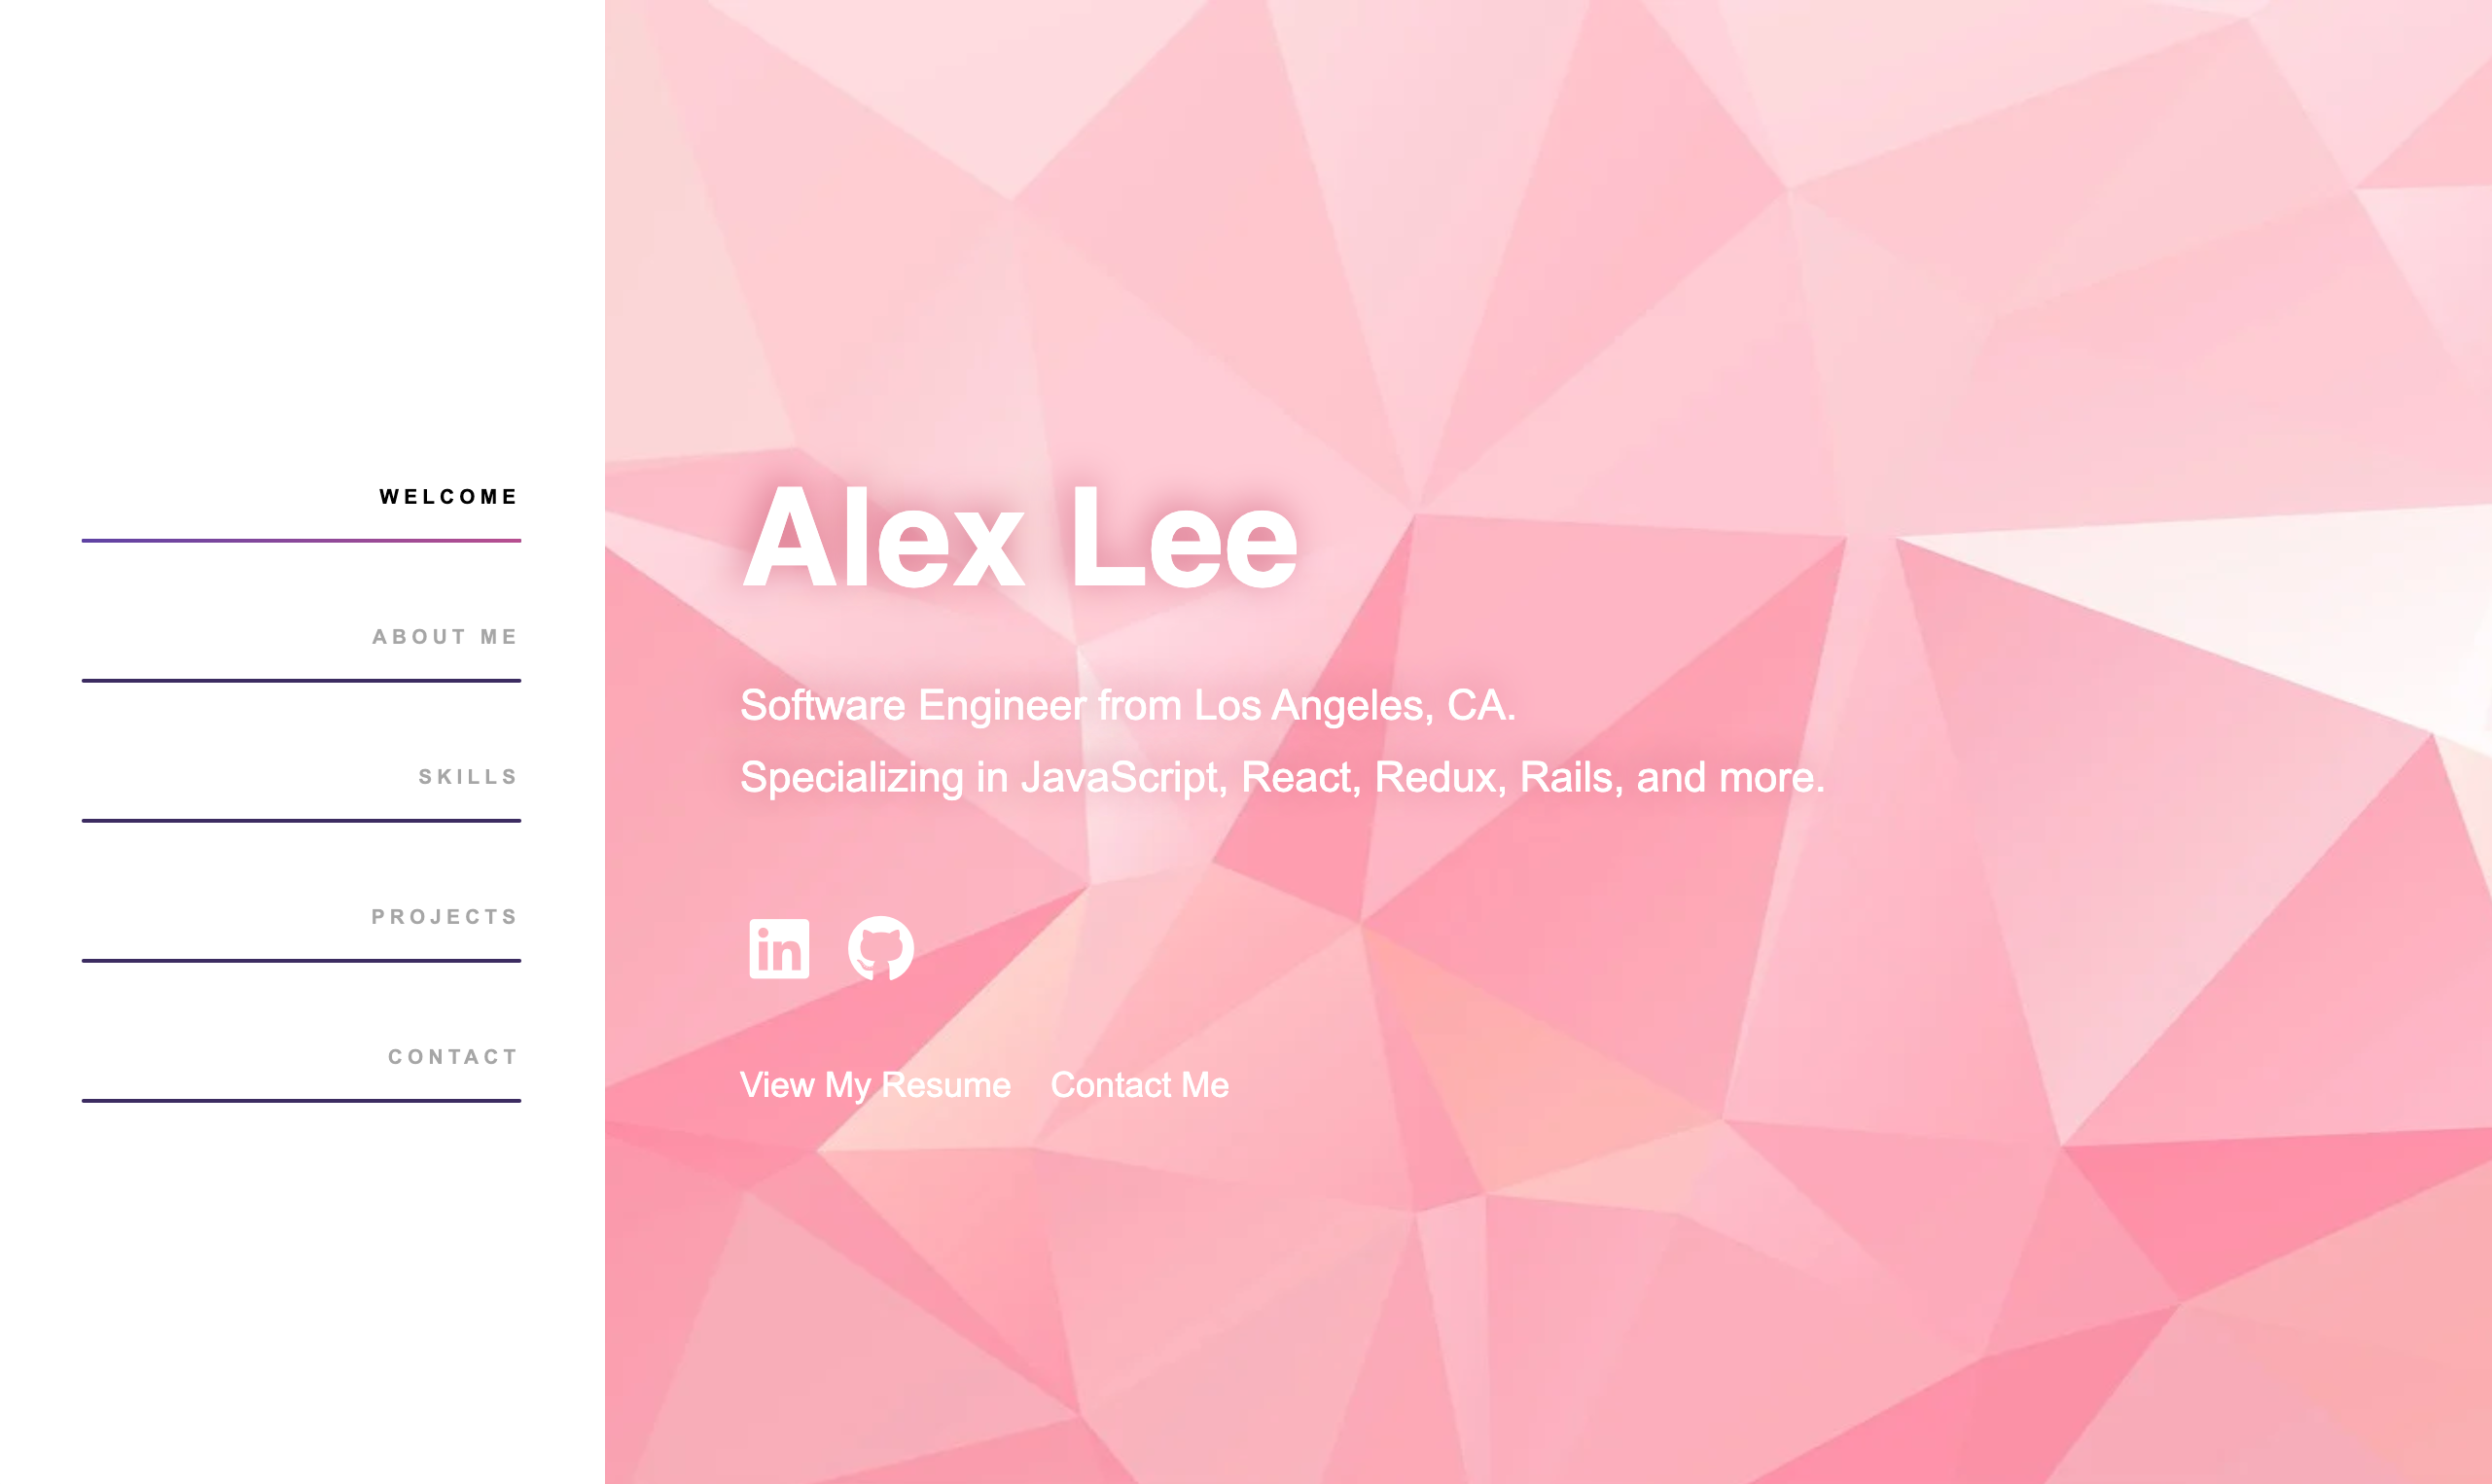 WELCOME
ABOUT ME
SKILLS
PROJECTS
CONTACT
Alex Lee
Software Engineer from Los Angeles, CA.
Specializing in JavaScript, React, Redux, Rails, and more.
in
View My Resume Contact Me